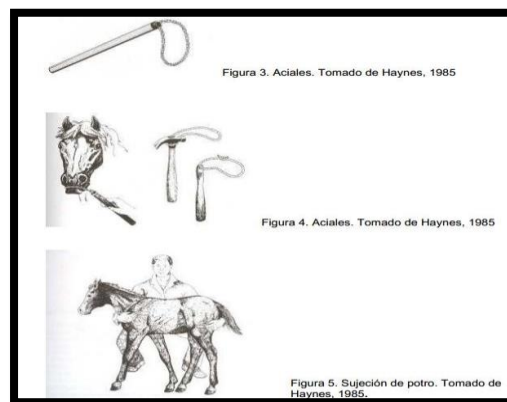 Figura 3. Aciales. Tomado de Haynes, 1985
Figura 4. Aciales. Tomado de Haynes, 1985
Figura 5. Sujeción de potro. Tomado de
Haynes, 1985.